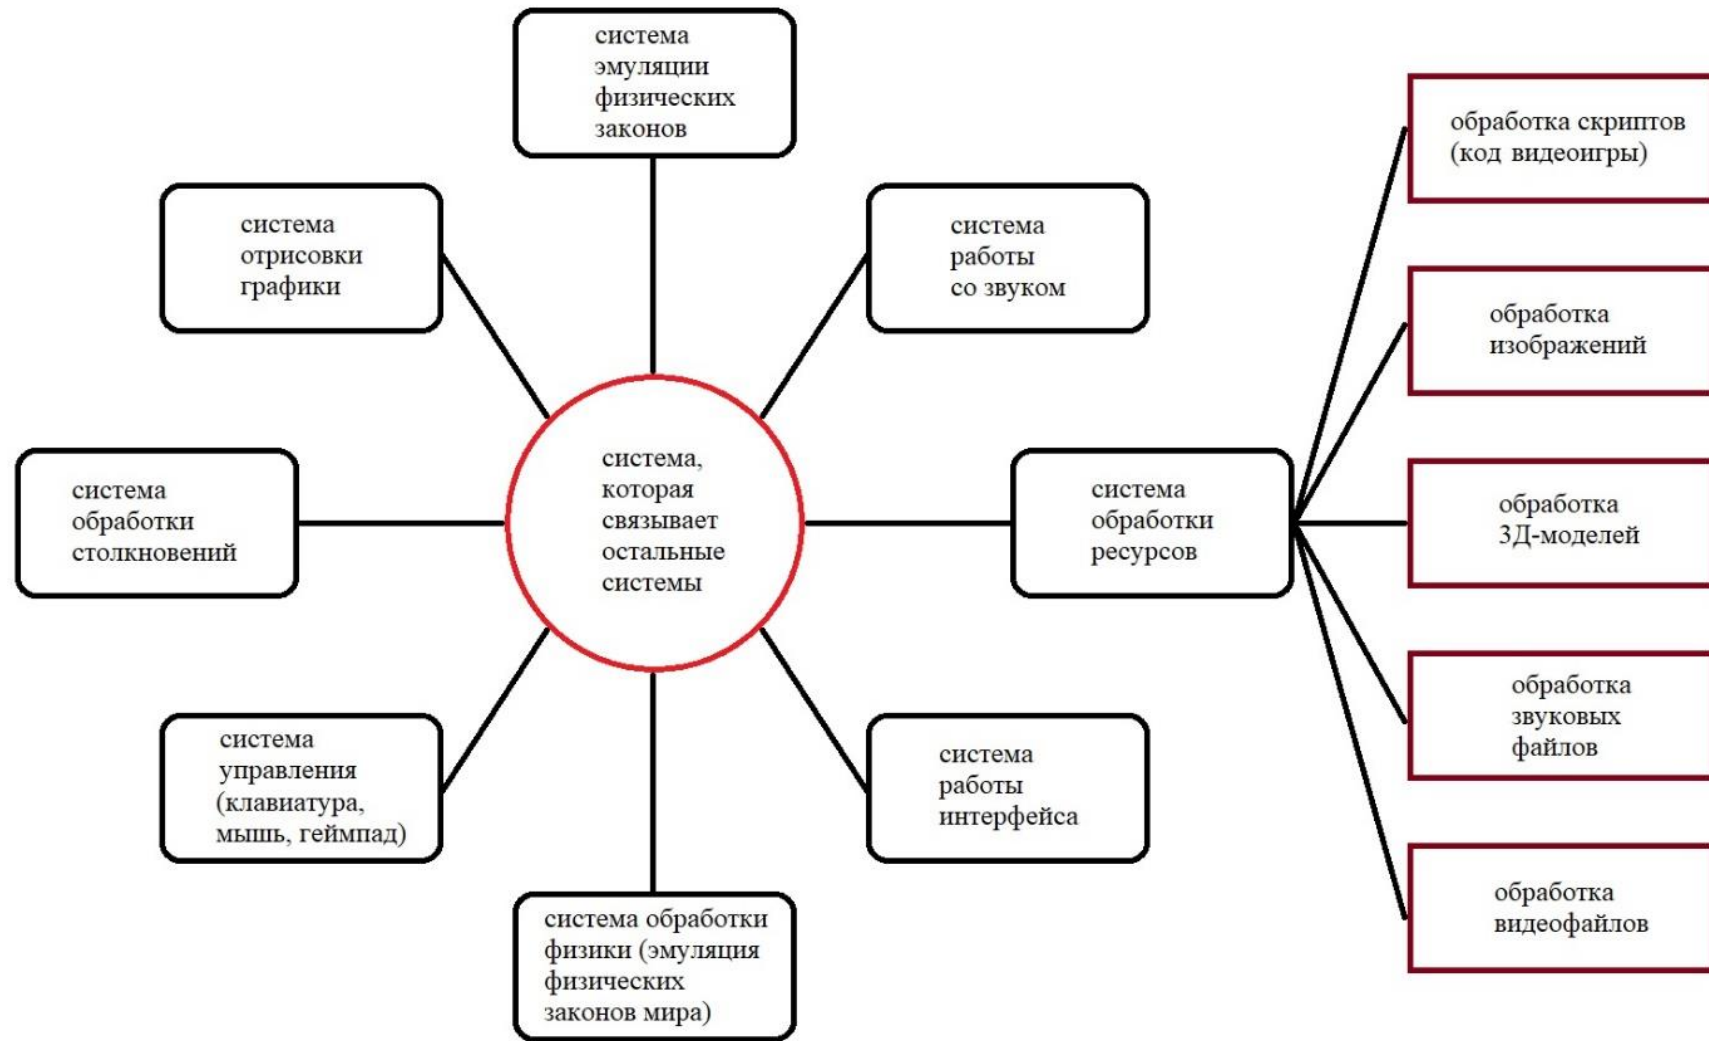 система
эмуляции
физических
законов
система
отрисовки
графики
система
работы
со звуком
система
обработки
столкновений
система,
которая
связывает
остальные
системы
система
обработки
ресурсов
система
управления
(клавиатура,
мышь, геймпад)
система
работы
интерфейса
система обработки
физики (эмуляция
физических
законов мира)
обработка скриптов
(код видеоигры)
обработка
изображений
обработка
3Д-моделей
обработка
звуковых
файлов
обработка
видеофайлов